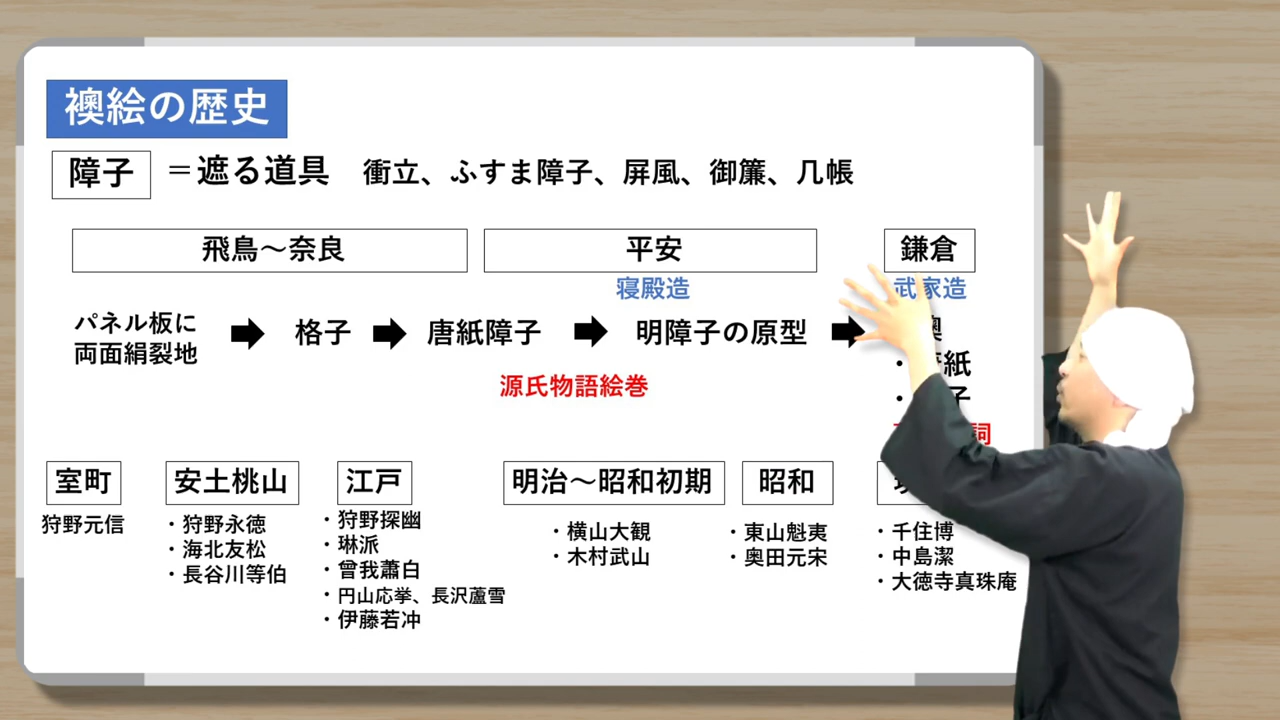 襖絵の歴史
障子 ＝遮る道具 衝立、ふすま障子、屏風、御簾、几帳
飛鳥〜奈良 平安 鎌倉
寝殿造 武家造
パネル板に
両面絹裂地
格子 唐紙障子 明障子の原型
源氏物語絵巻
室町
狩野元信
安土桃山
・狩野永徳
・海北友松
・長谷川等伯
江戸
・狩野探幽
・琳派
・曾我蕭白
・円山応挙、長沢蘆雪
・伊藤若冲
明治〜昭和初期
・横山大観
・木村武山
昭和
・東山魁夷
・奥田元宋
・千住博
・中島潔
・大徳寺真珠庵